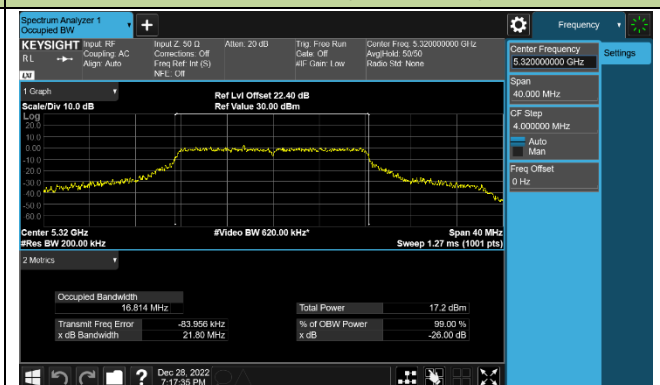 Spectrum Analyzer 1
Occupied BW
+
Frequency
KEYSIGHT
RL
LXI
Input: RF
Coupling: AC
Align: Auto
Input Z: 50 Ω
Corrections: Off
Freq Ref: Int (S)
NFE: Off
Atten: 20 dB
Trig: Free Run
Gate: Off
#IF Gain: Low
Center Freq: 5.320000000 GHz
Avg|Hold: 50/50
Radio Std: None
Center Frequency
5.320000000 GHz
Settings
Span
40.000 MHz
CF Step
4.000000 MHz
Auto
Man
Freq Offset
0 Hz
1 Graph
Scale/Div 10.0 dB
Ref Lvl Offset 22.40 dB
Ref Value 30.00 dBm
Log
20.0
10.0
0.00
-10.0
-20.0
-30.0
-40.0
-50.0
-60.0
Center 5.32 GHz
#Video BW 620.00 kHz*
Span 40 MHz
#Res BW 200.00 kHz
Sweep 1.27 ms (1001 pts)
2 Metrics
Occupied Bandwidth
16.814 MHz
Total Power 17.2 dBm
Transmit Freq Error -83.956 kHz
% of OBW Power 99.00 %
x dB Bandwidth 21.80 MHz
x dB -26.00 dB
?
Dec 28, 2022
7:17:35 PM